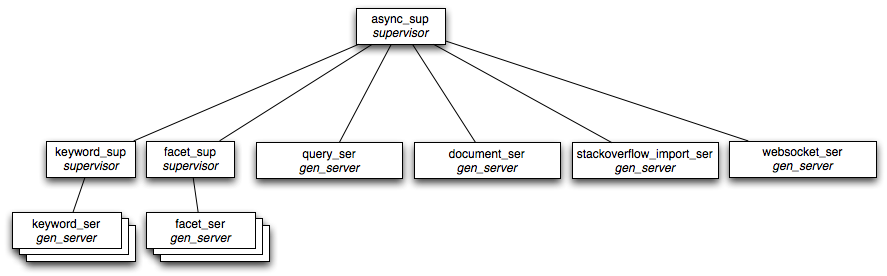 async_sup
supervisor
keyword_sup
supervisor
facet_sup
supervisor
query_ser
gen_server
document_ser
gen_server
stackoverflow_import_ser
gen_server
websocket_ser
gen_server
keyword_ser
gen_server
facet_ser
gen_server